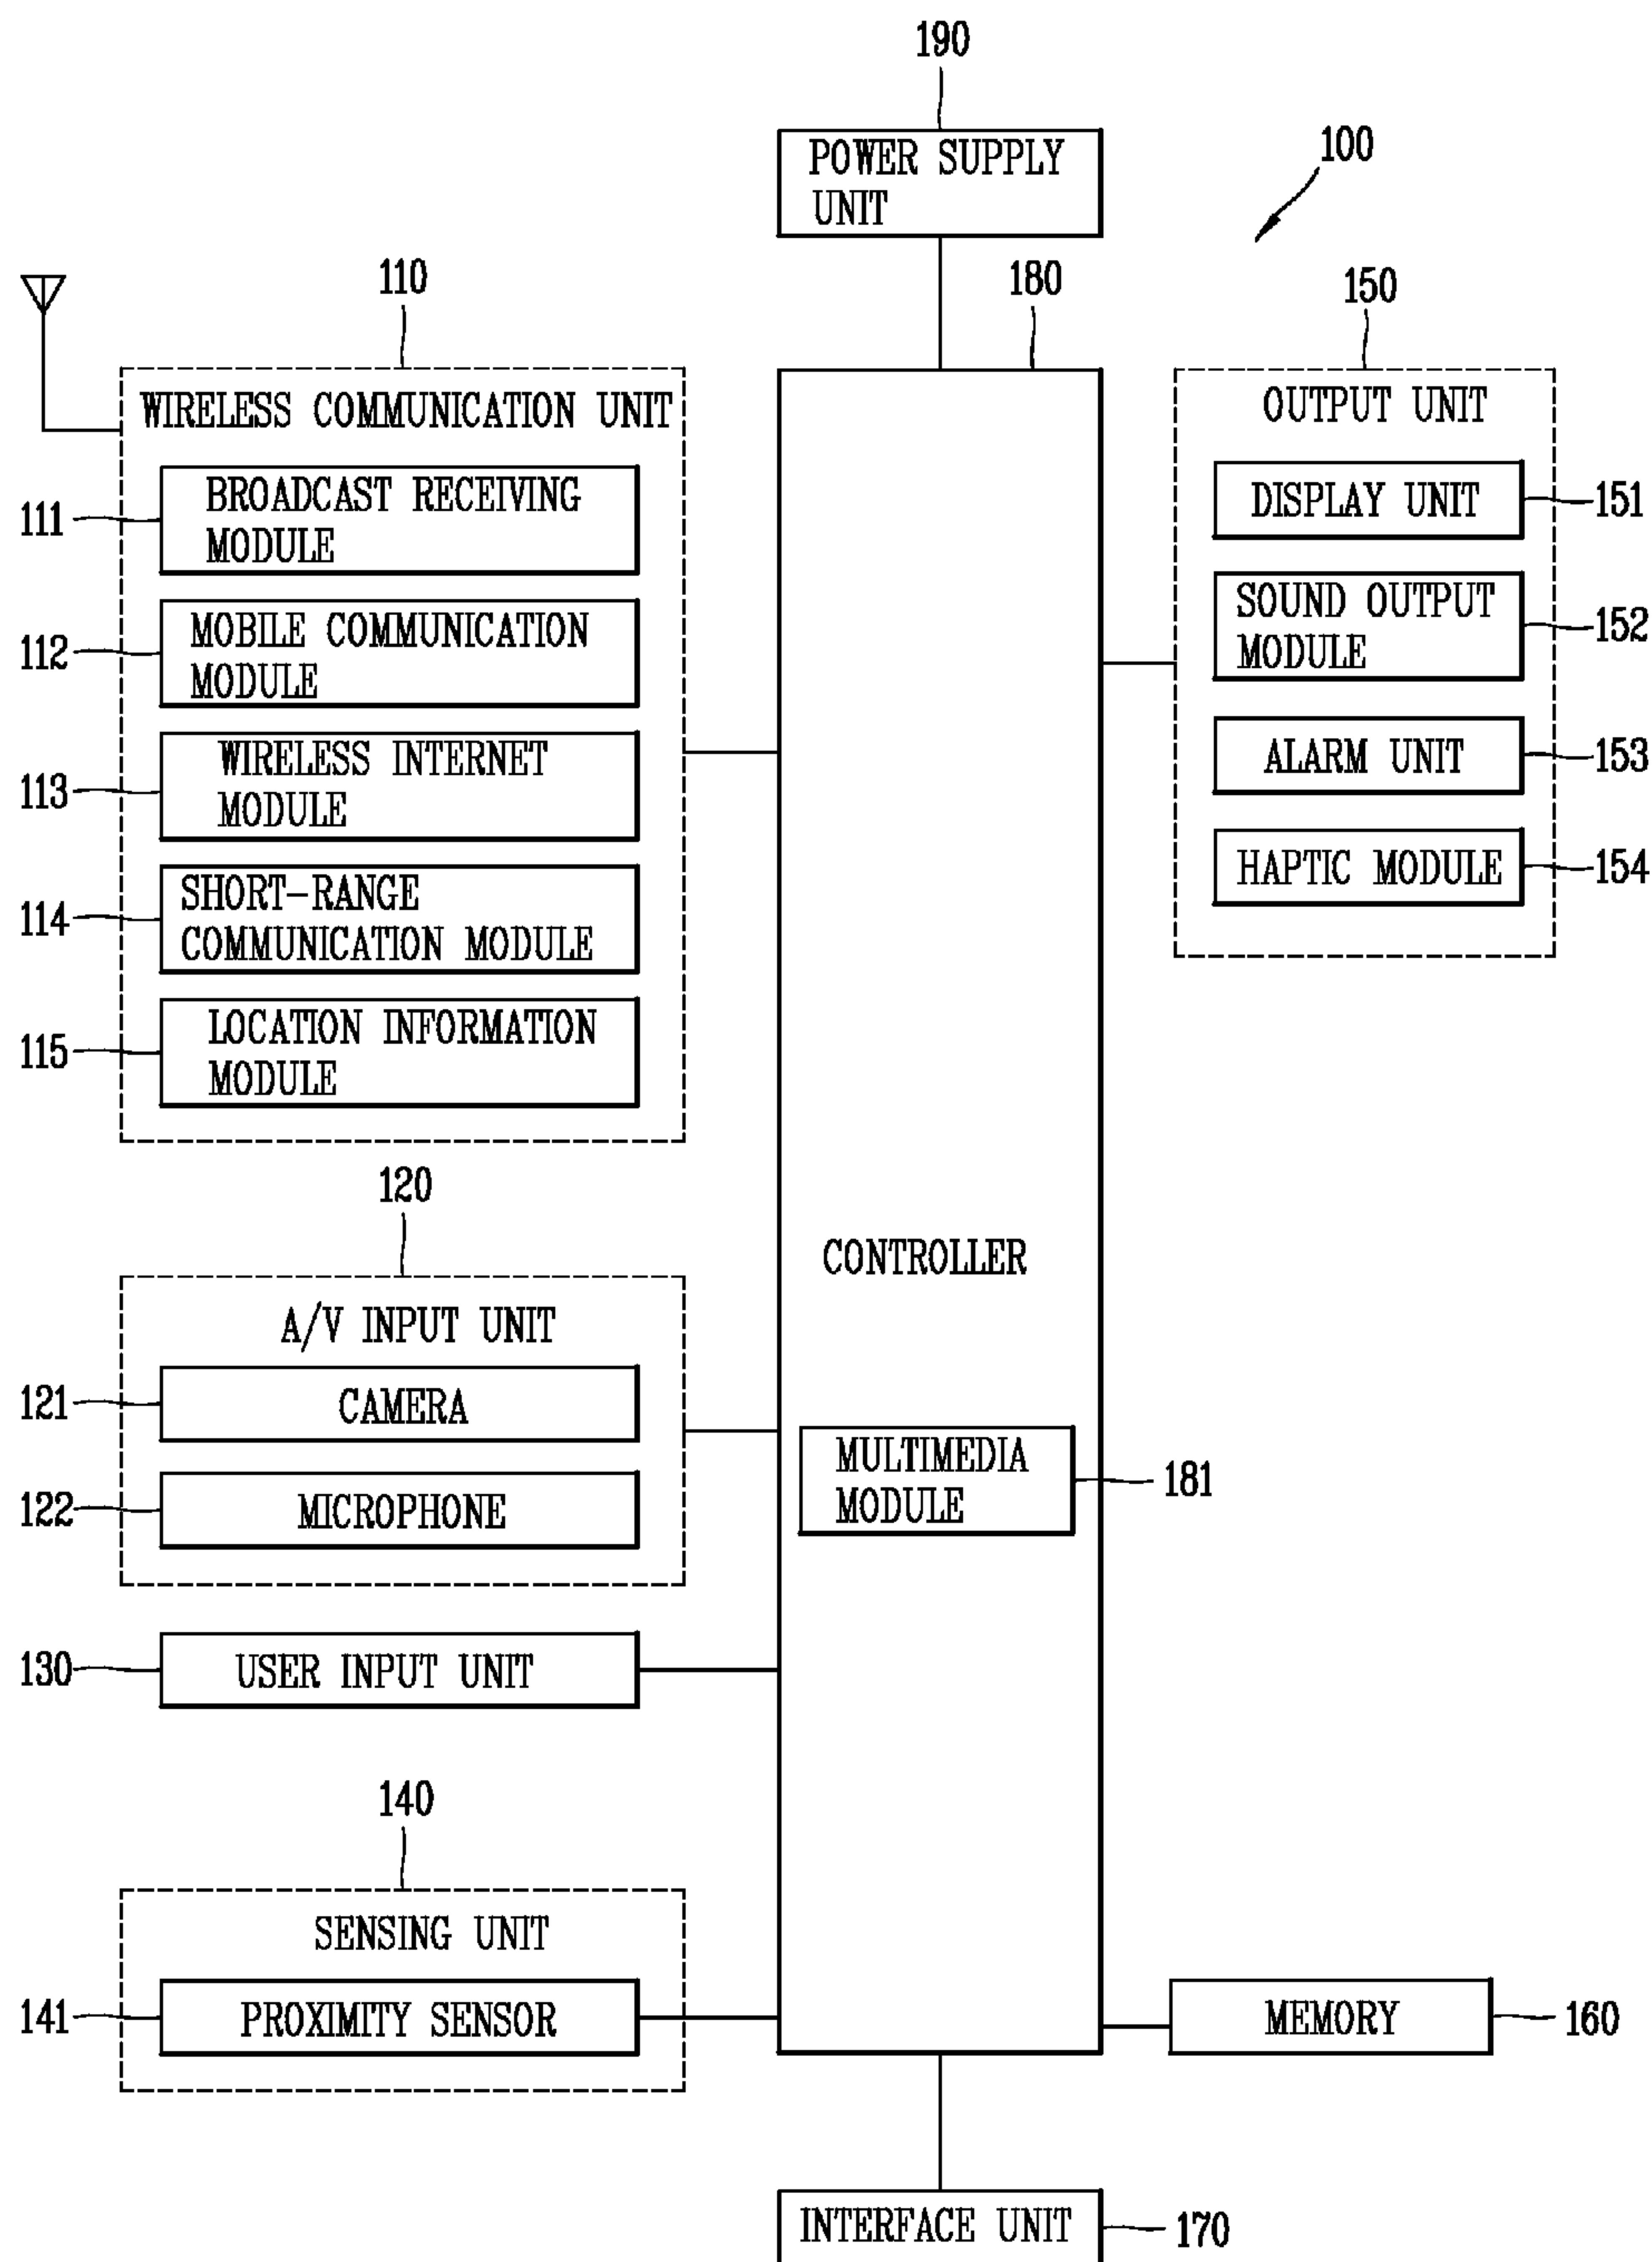 190
POWER SUPPLY
UNIT
100
110
180
150
WIRELESS COMMUNICATION UNIT
111
BROADCAST RECEIVING
MODULE
112
MOBILE COMMUNICATION
MODULE
113
WIRELESS INTERNET
MODULE
114
SHORT-RANGE
COMMUNICATION MODULE
115
LOCATION INFORMATION
MODULE
OUTPUT UNIT
DISPLAY UNIT
151
SOUND OUTPUT
MODULE
152
ALARM UNIT
153
HAPTIC MODULE
154
120
A/V INPUT UNIT
121
CAMERA
122
MICROPHONE
CONTROLLER
MULTIMEDIA
MODULE
181
130
USER INPUT UNIT
140
SENSING UNIT
141
PROXIMITY SENSOR
MEMORY
160
INTERFACE UNIT
170